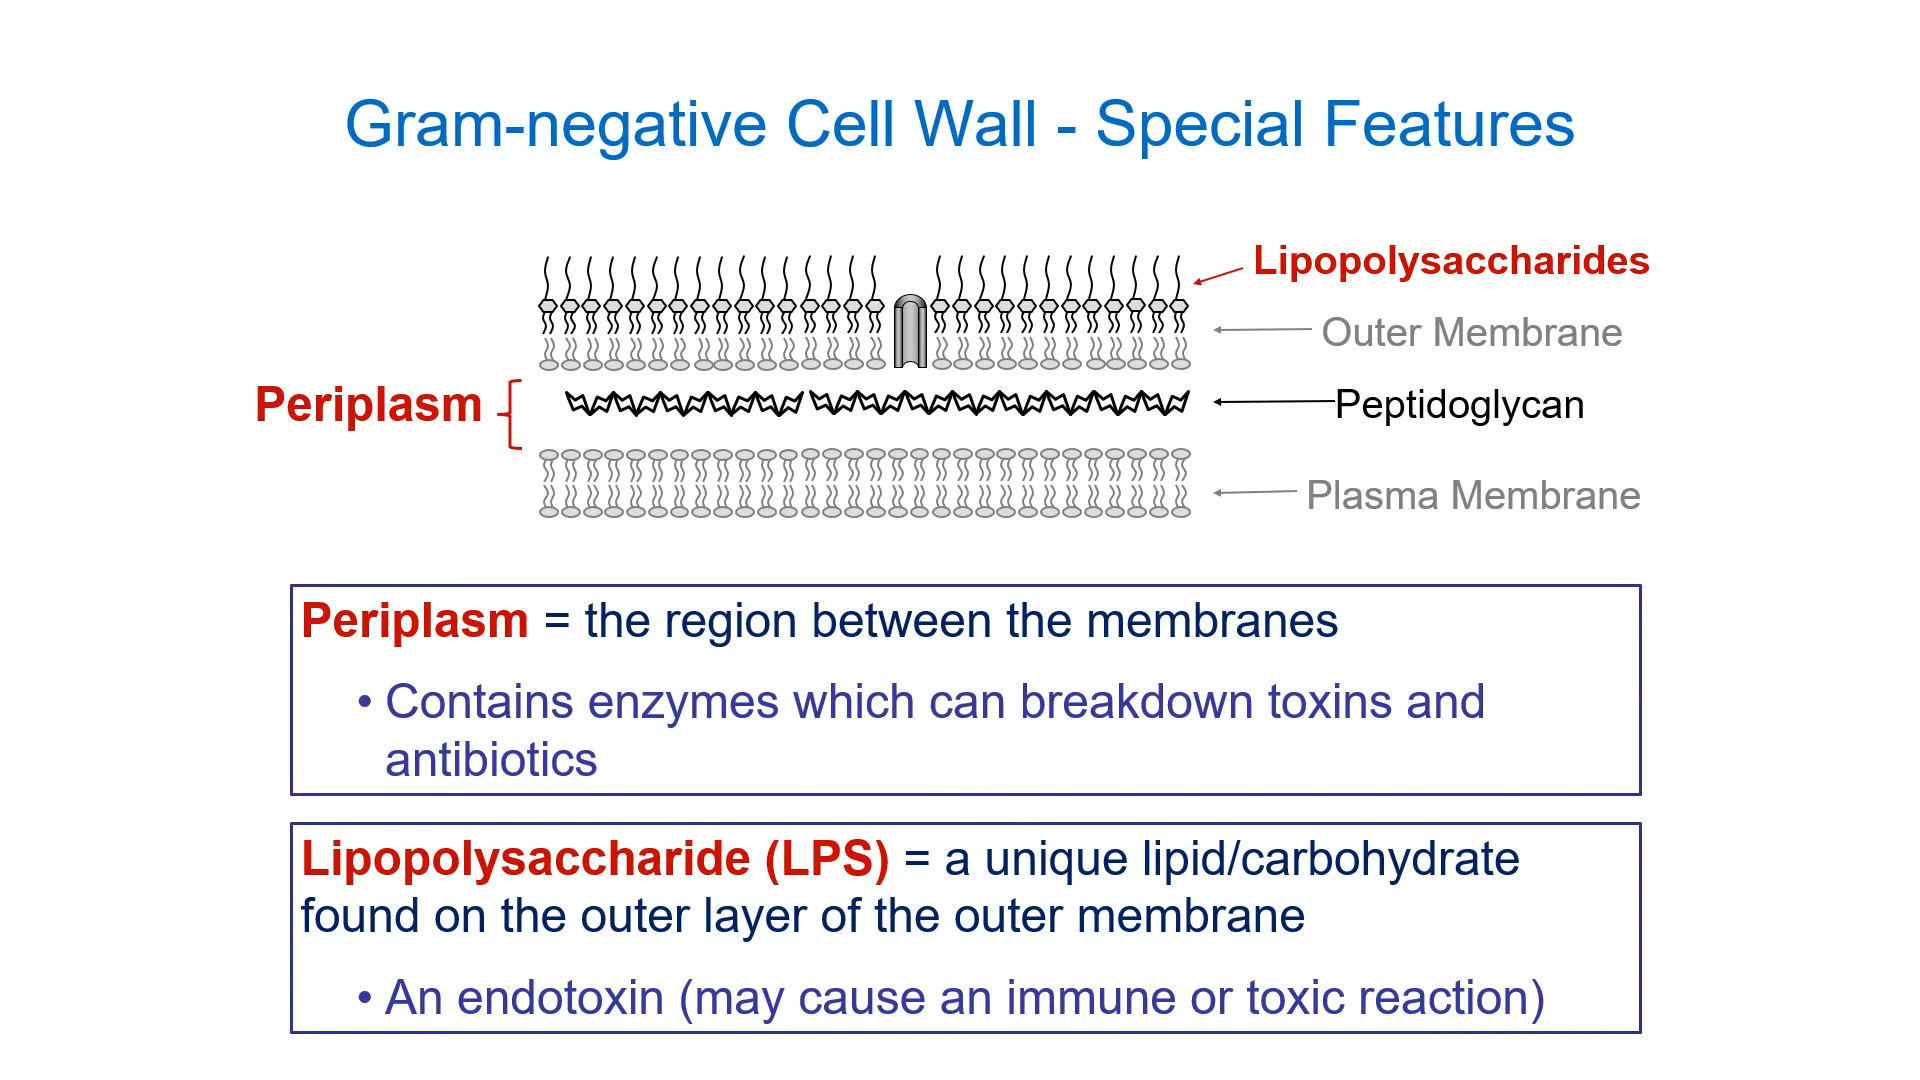 Gram-negative Cell Wall - Special Features
Lipopolysaccharides
Outer Membrane
Periplasm
Peptidoglycan
Plasma Membrane
Periplasm = the region between the membranes
• Contains enzymes which can breakdown toxins and
antibiotics
Lipopolysaccharide (LPS) = a unique lipid/carbohydrate
found on the outer layer of the outer membrane
• An endotoxin (may cause an immune or toxic reaction)